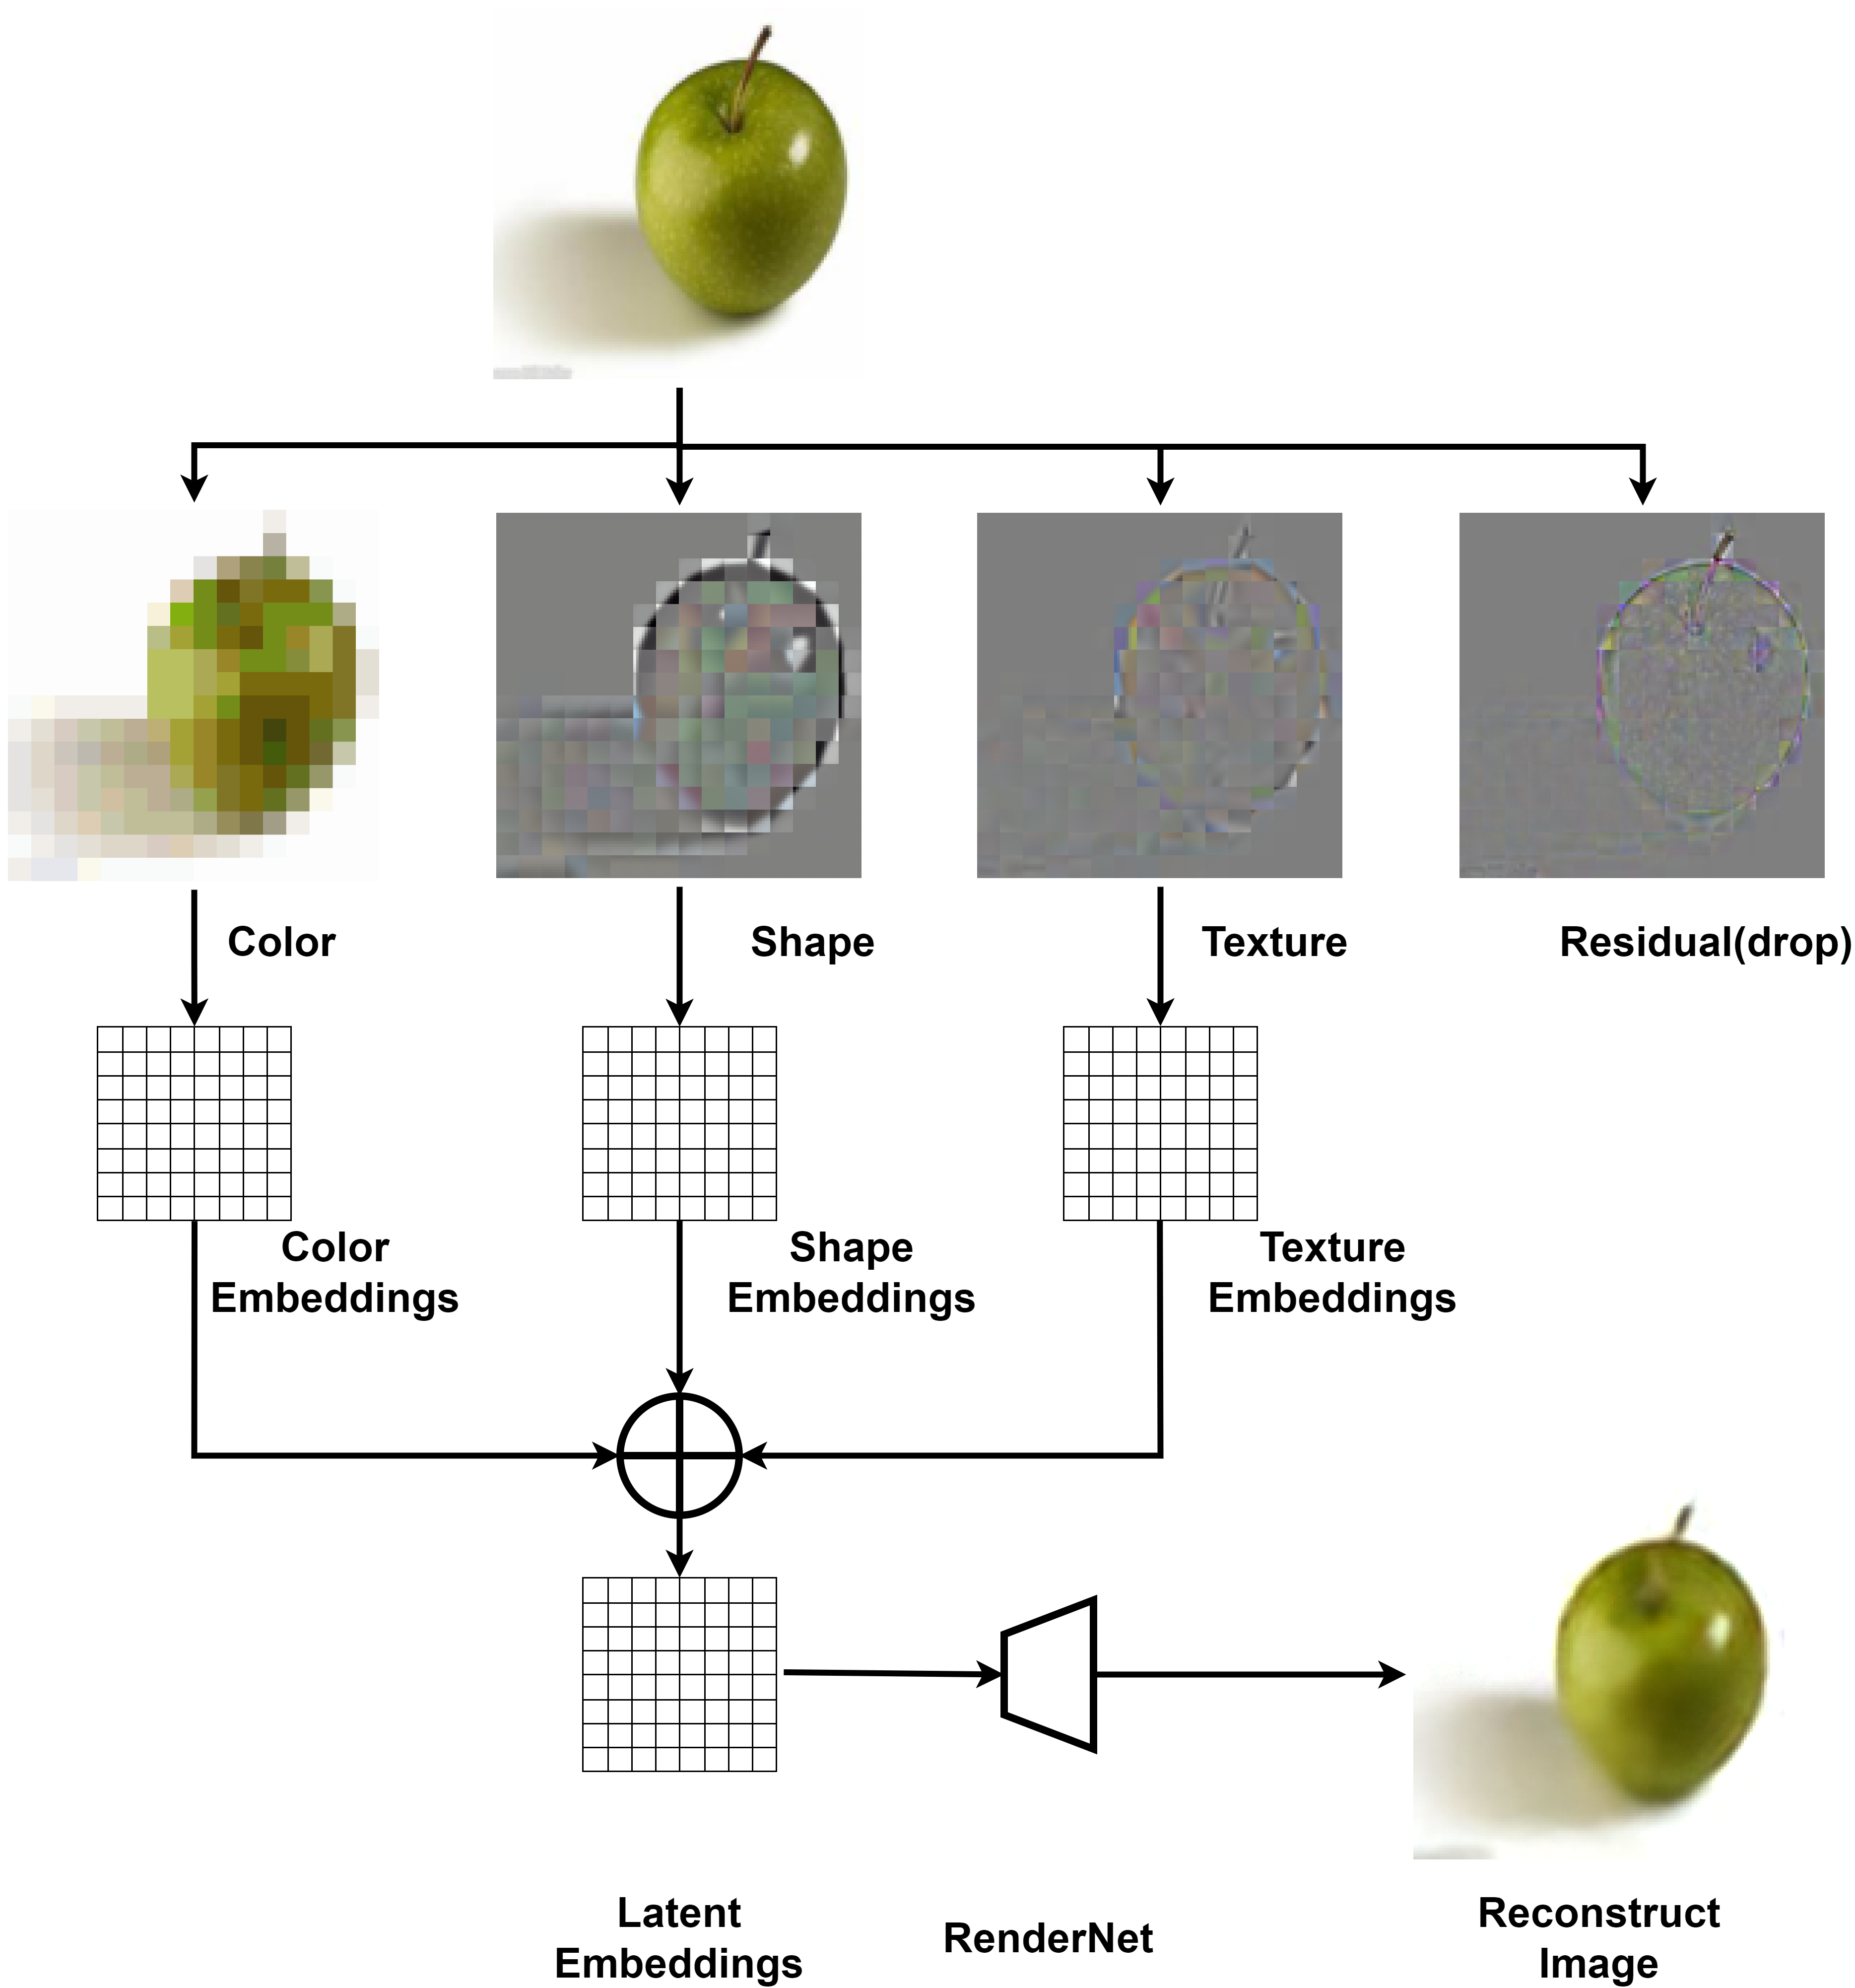 Color
Shape
Texture
Residual(drop)
Color
Embeddings
Shape
Embeddings
Texture
Embeddings
Latent
Embeddings
RenderNet
Reconstruct
Image